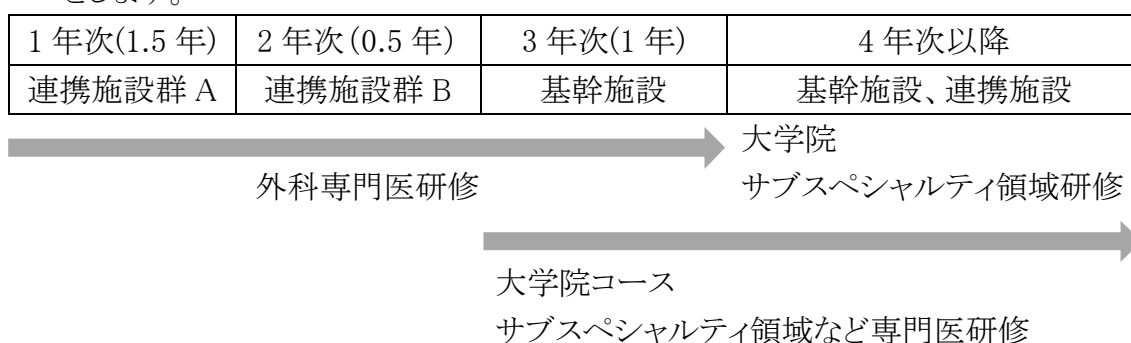 とします。
1 年次(1.5 年) 2 年次(0.5 年) 3 年次(1 年) 4 年次以降
連携施設群 A 連携施設群 B 基幹施設 基幹施設、連携施設
大学院
外科専門医研修 サブスペシャルティ領域研修
大学院コース
サブスペシャルティ領域など専門医研修